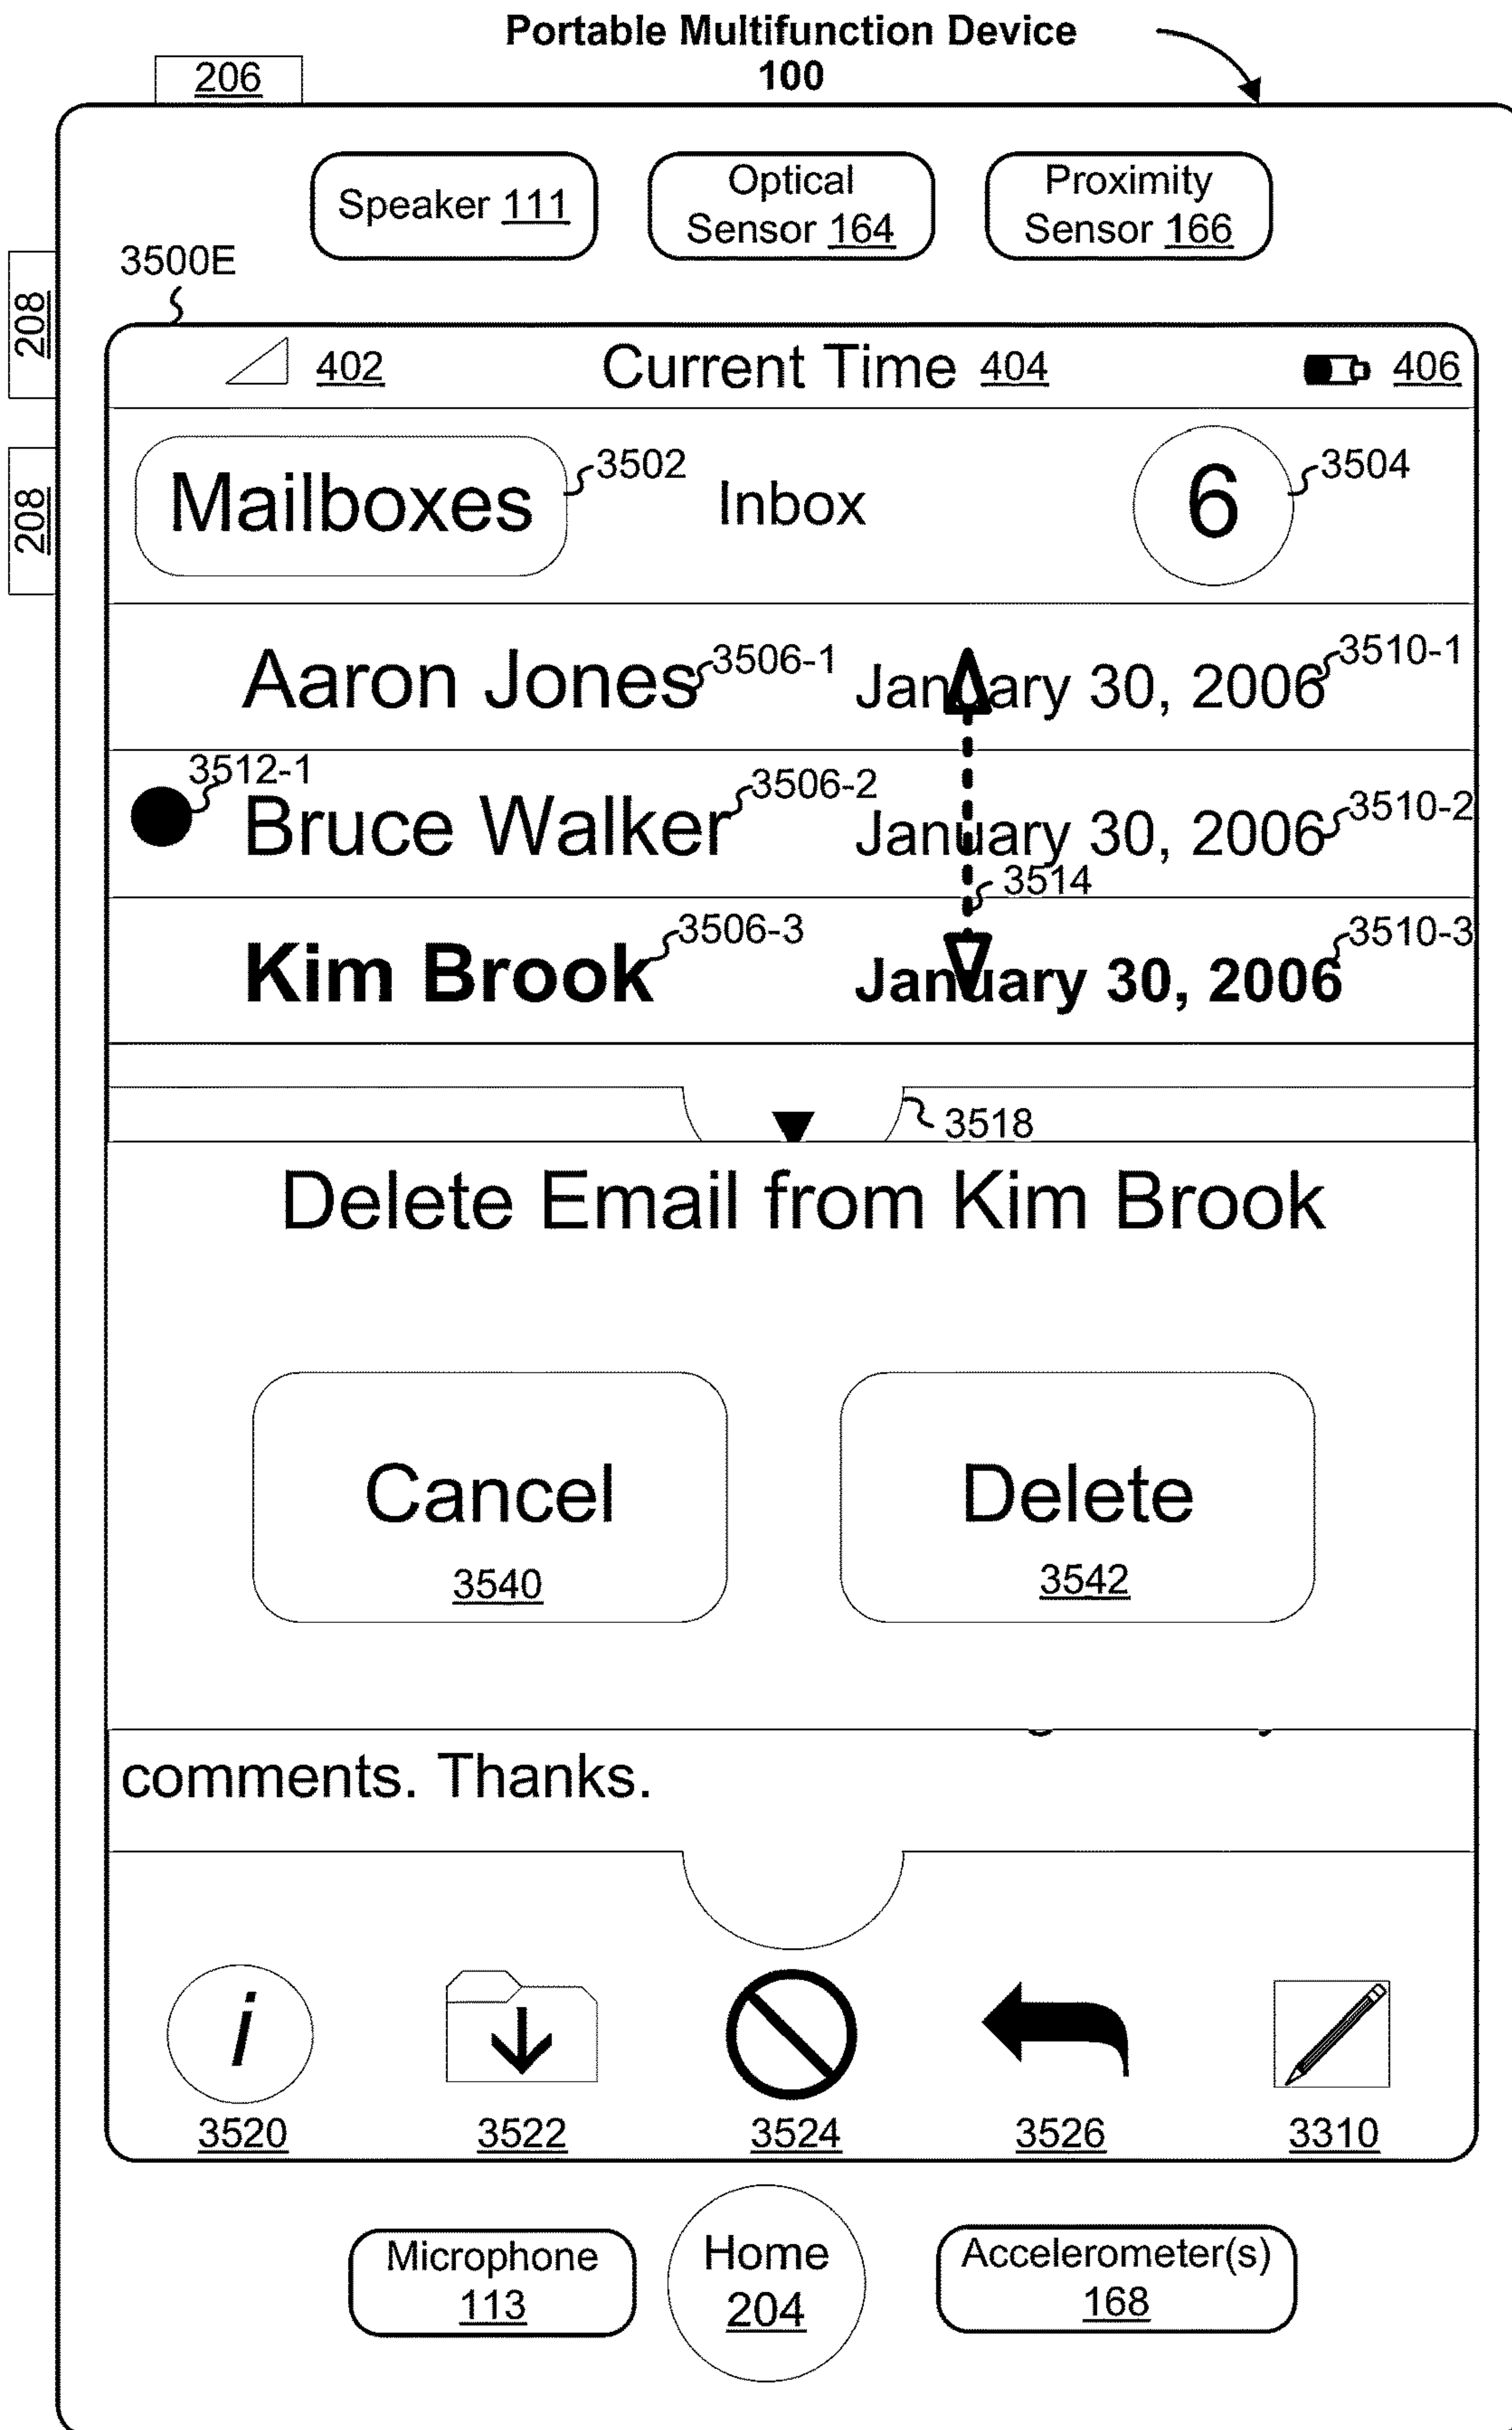 Portable Multifunction Device
100
206
Speaker 111
Optical
Sensor 164
Proximity
Sensor 166
3500E
208
208
402 Current Time 404 406
Mailboxes 3502 Inbox 6 3504
Aaron Jones 3506-1 January 30, 2006 3510-1
3512-1 Bruce Walker 3506-2 January 30, 2006 3510-2
3514
Kim Brook 3506-3 January 30, 2006 3510-3
3518
Delete Email from Kim Brook
Cancel Delete
3540 3542
comments. Thanks.
i
3520 3522 3524 3526 3310
Microphone
113
Home
204
Accelerometer(s)
168